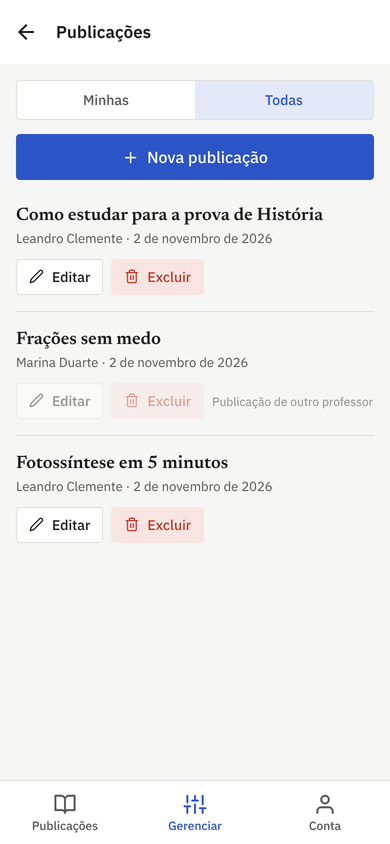 Publicações
Minhas
Todas
+ Nova publicação
Como estudar para a prova de História
Leandro Clemente · 2 de novembro de 2026
Editar
Excluir
Frações sem medo
Marina Duarte · 2 de novembro de 2026
Editar
Excluir
Publicação de outro professor
Fotossíntese em 5 minutos
Leandro Clemente · 2 de novembro de 2026
Editar
Excluir
Publicações
Gerenciar
Conta